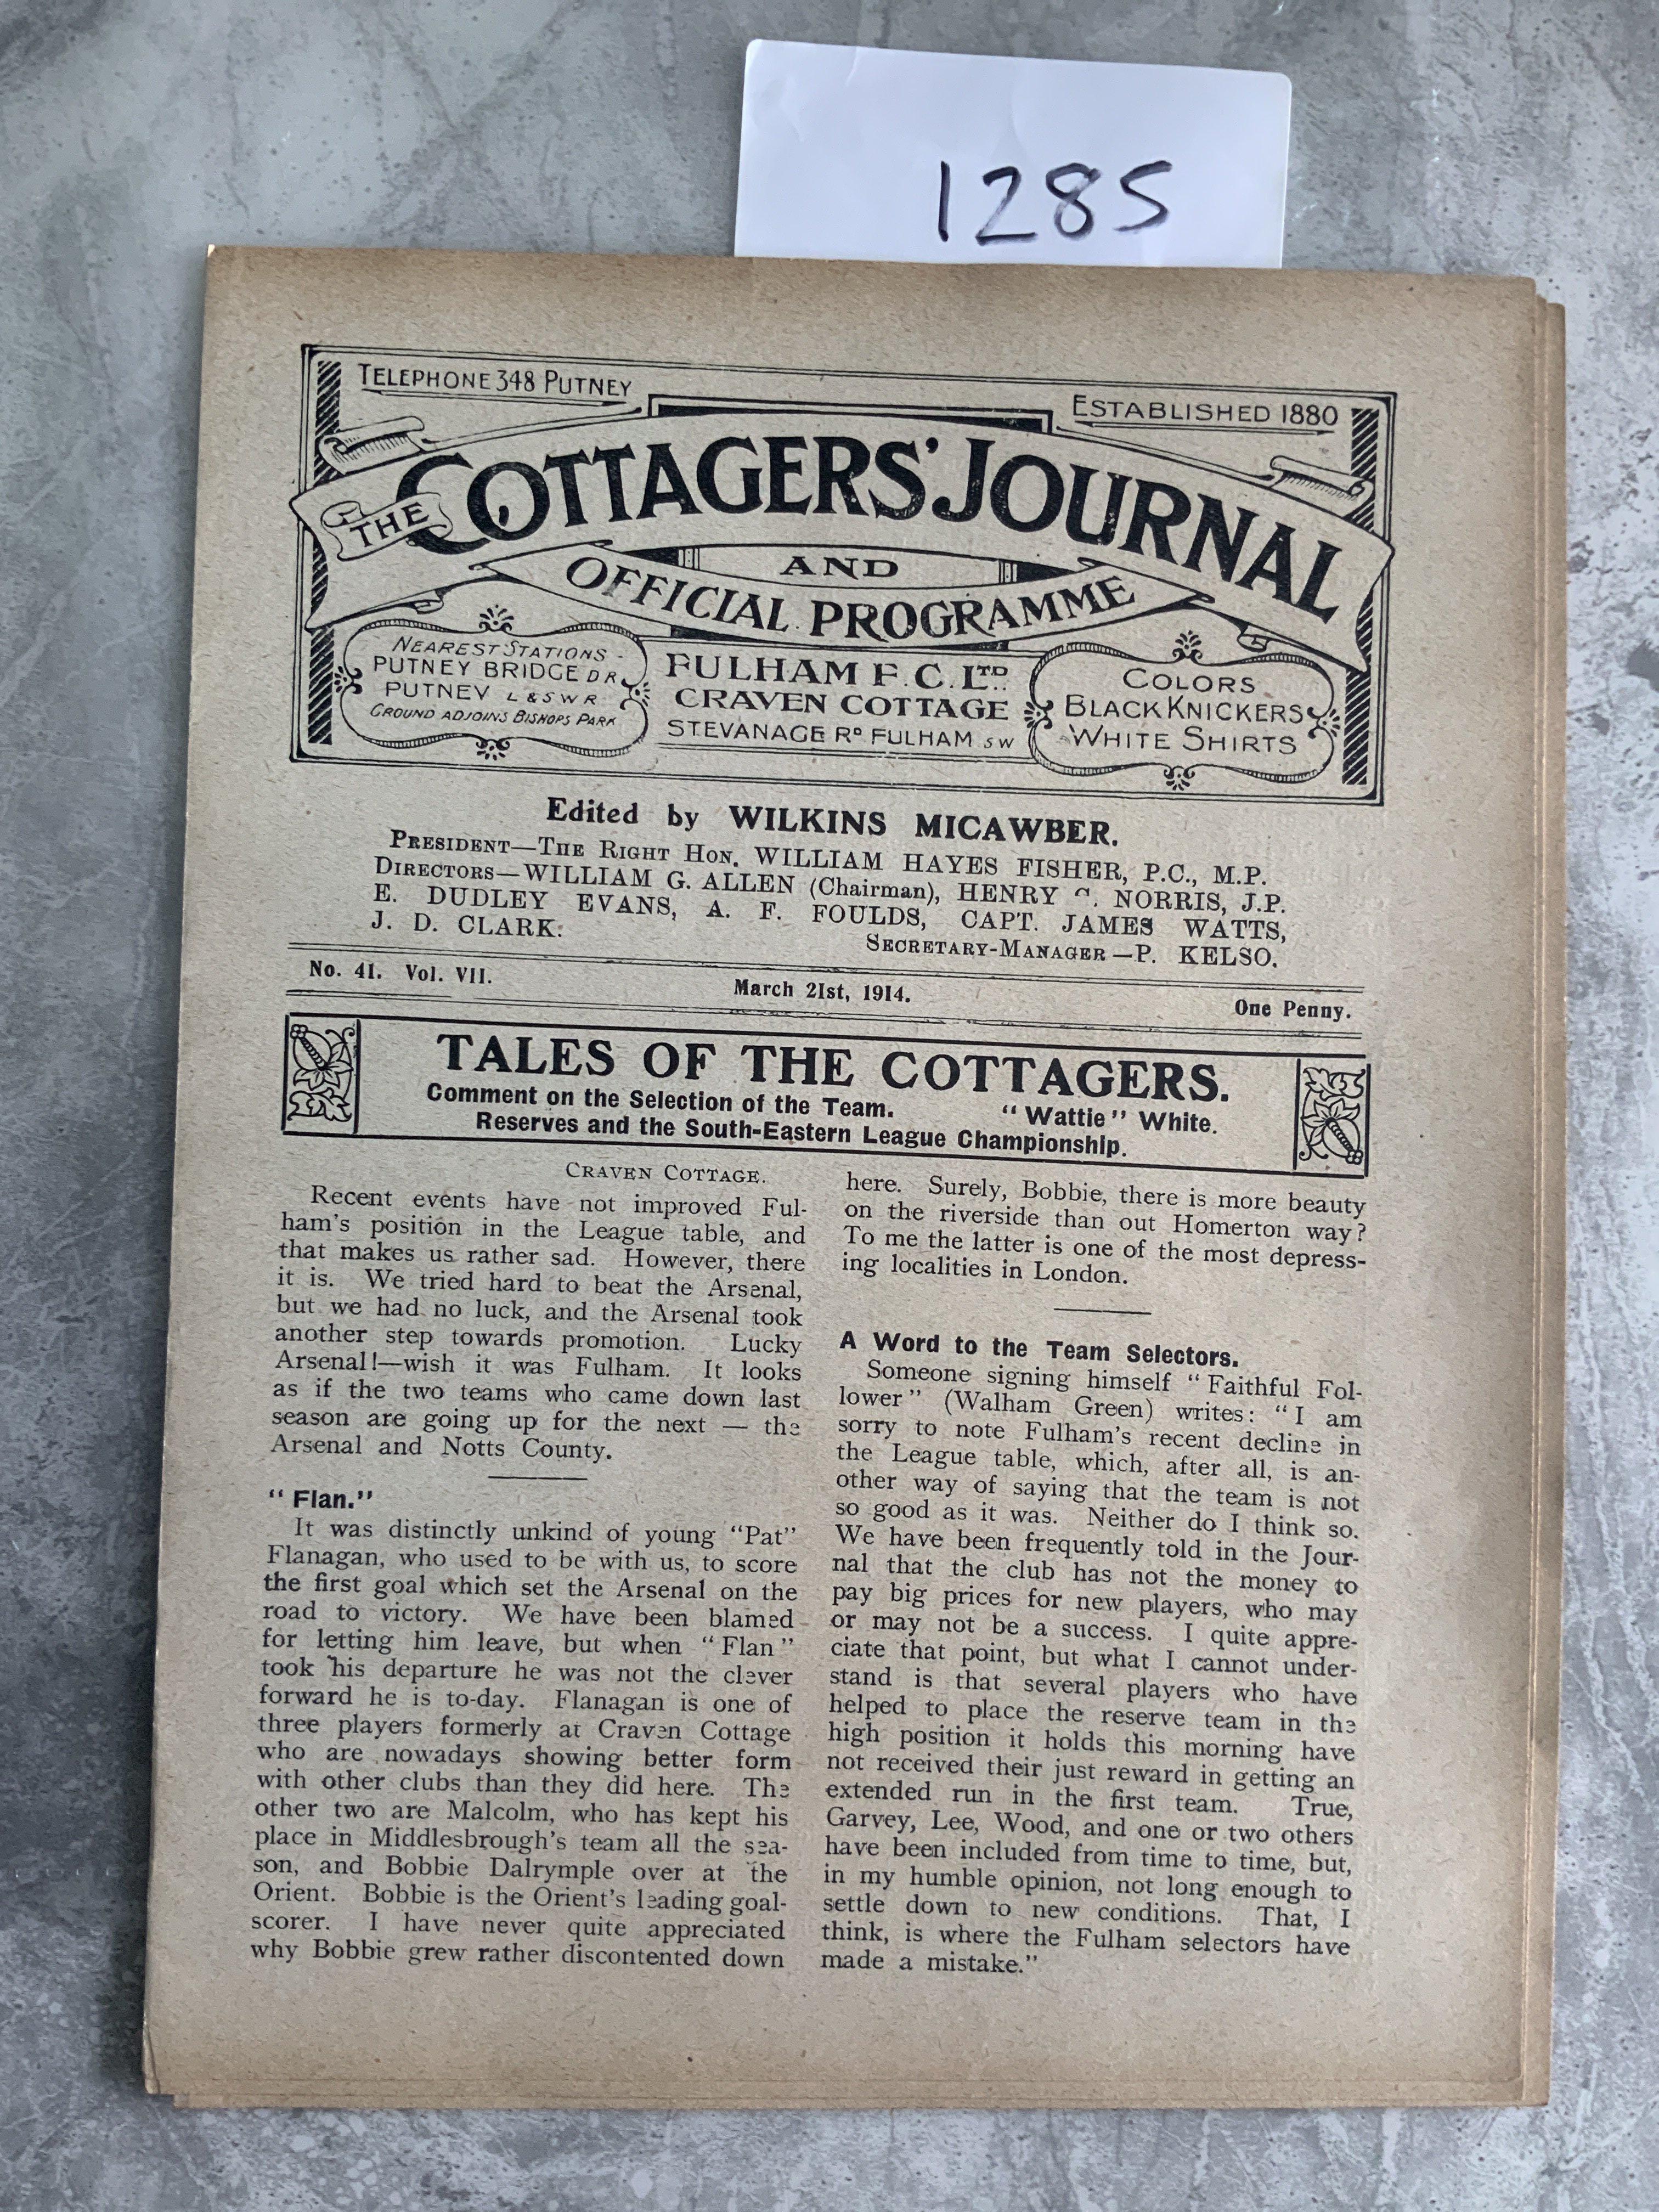 1285
TELEPHONE 348 PUTNEY
ESTABLISHED 1880
THE COTTAGERS' JOURNAL
AND
OFFICIAL PROGRAMME
NEAREST STATIONS -
PUTNEY BRIDGE DR
PUTNEY L & S W R
GROUND ADJOINS BISHOPS PARK
FULHAM F.C. LTD
CRAVEN COTTAGE
STEVANAGE RD FULHAM SW
COLORS
BLACK KNICKERS
WHITE SHIRTS
Edited by WILKINS MICAWBER.
PRESIDENT—THE RIGHT HON. WILLIAM HAYES FISHER, P.C., M.P.
DIRECTORS—WILLIAM G. ALLEN (Chairman), HENRY G. NORRIS, J.P.
E. DUDLEY EVANS, A. F. FOULDS, CAPT. JAMES WATTS,
J. D. CLARK.
SECRETARY-MANAGER—P. KELSO.
No. 41. Vol. VII.
March 21st, 1914.
One Penny.
TALES OF THE COTTAGERS.
Comment on the Selection of the Team. "Wattie" White.
Reserves and the South-Eastern League Championship.
CRAVEN COTTAGE.
Recent events have not improved Ful-
ham's position in the League table, and
that makes us rather sad. However, there
it is. We tried hard to beat the Arsenal,
but we had no luck, and the Arsenal took
another step towards promotion. Lucky
Arsenal!—wish it was Fulham. It looks
as if the two teams who came down last
season are going up for the next — the
Arsenal and Notts County.
"Flan."
It was distinctly unkind of young "Pat"
Flanagan, who used to be with us, to score
the first goal which set the Arsenal on the
road to victory. We have been blamed
for letting him leave, but when "Flan"
took his departure he was not the clever
forward he is to-day. Flanagan is one of
three players formerly at Craven Cottage
who are nowadays showing better form
with other clubs than they did here. The
other two are Malcolm, who has kept his
place in Middlesbrough's team all the sea-
son, and Bobbie Dalrymple over at the
Orient. Bobbie is the Orient's leading goal-
scorer. I have never quite appreciated
why Bobbie grew rather discontented down
here. Surely, Bobbie, there is more beauty
on the riverside than out Homerton way?
To me the latter is one of the most depress-
ing localities in London.
A Word to the Team Selectors.
Someone signing himself "Faithful Fol-
lower" (Walham Green) writes: "I am
sorry to note Fulham's recent decline in
the League table, which, after all, is an-
other way of saying that the team is not
so good as it was. Neither do I think so.
We have been frequently told in the Jour-
nal that the club has not the money to
pay big prices for new players, who may
or may not be a success. I quite appre-
ciate that point, but what I cannot under-
stand is that several players who have
helped to place the reserve team in the
high position it holds this morning have
not received their just reward in getting an
extended run in the first team. True,
Garvey, Lee, Wood, and one or two others
have been included from time to time, but,
in my humble opinion, not long enough to
settle down to new conditions. That, I
think, is where the Fulham selectors have
made a mistake."